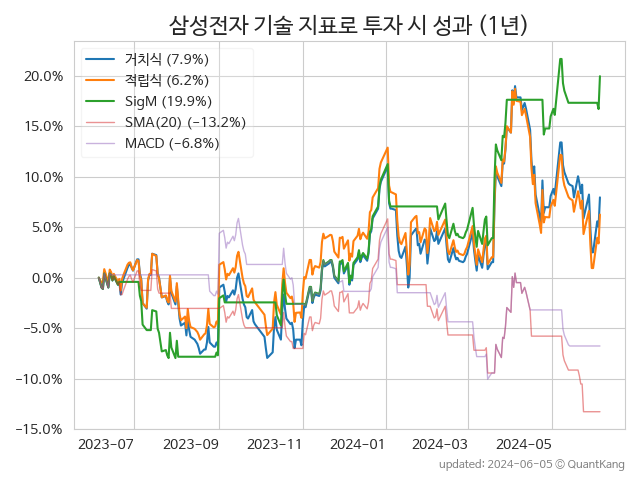 삼성전자 기술 지표로 투자 시 성과 (1년)
거치식 (7.9%)
적립식 (6.2%)
SigM (19.9%)
SMA(20) (−13.2%)
MACD (−6.8%)
20.0%
15.0%
10.0%
5.0%
0.0%
−5.0%
−10.0%
−15.0%
2023-07 2023-09 2023-11 2024-01 2024-03 2024-05
updated: 2024-06-05 © QuantKang